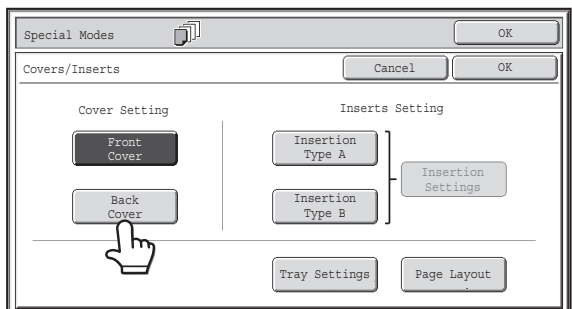 Special Modes
OK
Covers/Inserts
Cancel
OK
Cover Setting
Inserts Setting
Front
Cover
Insertion
Type A
Insertion
Settings
Back
Cover
Insertion
Type B
Tray Settings
Page Layout